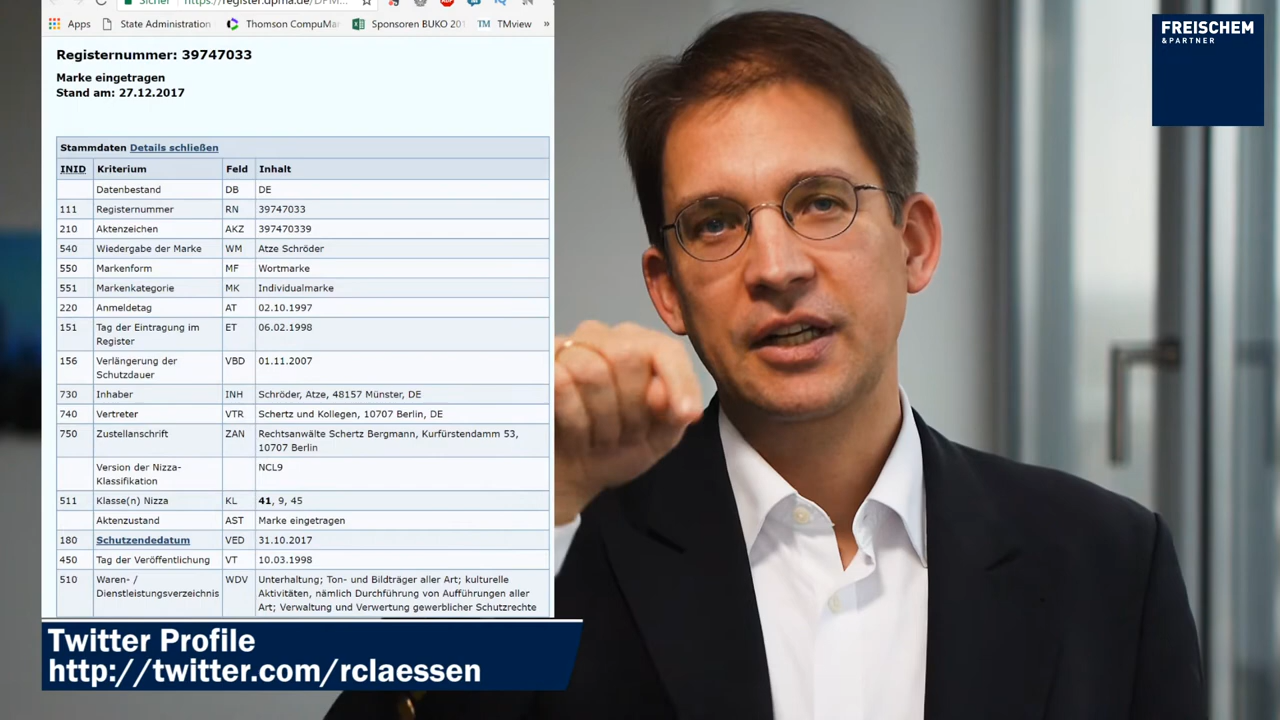 Sicher
https://register.dpma.de/DPM...
Apps
State Administration
Thomson CompuMar
Sponsoren BUKO 201
TMview
»
Registernummer: 39747033
Marke eingetragen
Stand am: 27.12.2017
Stammdaten Details schließen
INID Kriterium Feld Inhalt
Datenbestand DB DE
111 Registernummer RN 39747033
210 Aktenzeichen AKZ 397470339
540 Wiedergabe der Marke WM Atze Schröder
550 Markenform MF Wortmarke
551 Markenkategorie MK Individualmarke
220 Anmeldetag AT 02.10.1997
151 Tag der Eintragung im ET 06.02.1998
Register
156 Verlängerung der VBD 01.11.2007
Schutzdauer
730 Inhaber INH Schröder, Atze, 48157 Münster, DE
740 Vertreter VTR Schertz und Kollegen, 10707 Berlin, DE
750 Zustellanschrift ZAN Rechtsanwälte Schertz Bergmann, Kurfürstendamm 53,
10707 Berlin
Version der Nizza- NCL9
Klassifikation
511 Klasse(n) Nizza KL 41, 9, 45
Aktenzustand AST Marke eingetragen
180 Schutzendedatum VED 31.10.2017
450 Tag der Veröffentlichung VT 10.03.1998
510 Waren- / WDV Unterhaltung; Ton- und Bildträger aller Art; kulturelle
Dienstleistungsverzeichnis Aktivitäten, nämlich Durchführung von Aufführungen aller
Art; Verwaltung und Verwertung gewerblicher Schutzrechte
Twitter Profile
http://twitter.com/rclaessen
FREISCHEM
& PARTNER